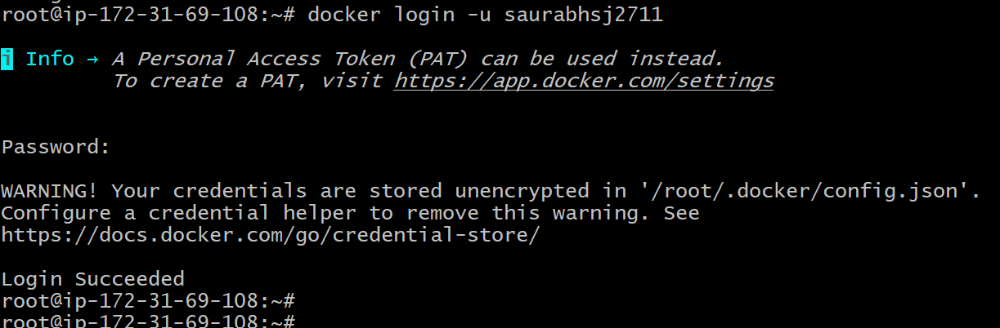 root@ip-172-31-69-108:~# docker login -u saurabhsj2711
i Info → A Personal Access Token (PAT) can be used instead.
To create a PAT, visit https://app.docker.com/settings
Password:
WARNING! Your credentials are stored unencrypted in '/root/.docker/config.json'.
Configure a credential helper to remove this warning. See
https://docs.docker.com/go/credential-store/
Login Succeeded
root@ip-172-31-69-108:~#
root@ip-172-31-69-108:~#